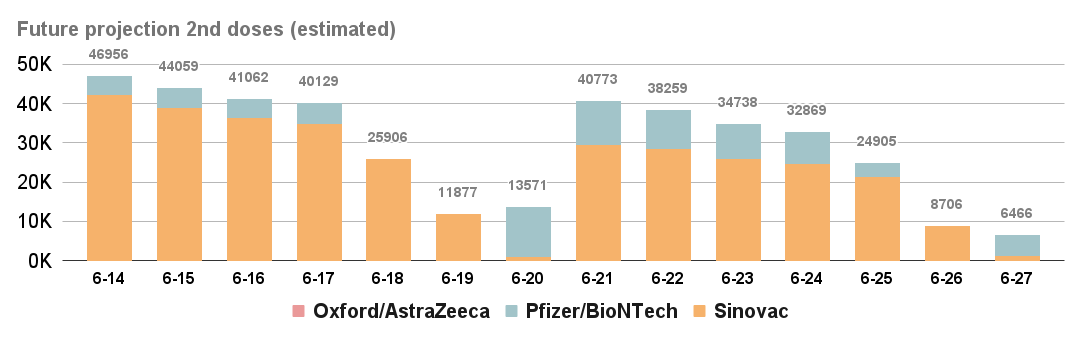 Future projection 2nd doses (estimated)
46956
44059
41062
40129
25906
11877
13571
40773
38259
34738
32869
24905
8706
6466
50K
40K
30K
20K
10K
0K
6-14 6-15 6-16 6-17 6-18 6-19 6-20 6-21 6-22 6-23 6-24 6-25 6-26 6-27
Oxford/AstraZeeca Pfizer/BioNTech Sinovac